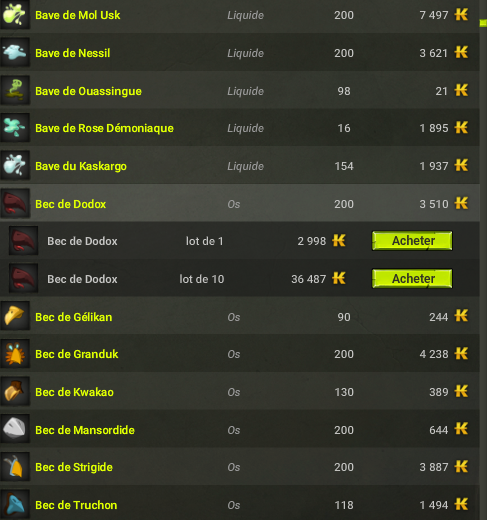 Bave de Mol Usk Liquide 200 7 497
Bave de Nessil Liquide 200 3 621
Bave de Ouassingue Liquide 98 21
Bave de Rose Démoniaque Liquide 16 1 895
Bave du Kaskargo Liquide 154 1 937
Bec de Dodox Os 200 3 510
Bec de Dodox lot de 1 2 998 Acheter
Bec de Dodox lot de 10 36 487 Acheter
Bec de Gélikan Os 90 244
Bec de Granduk Os 200 4 238
Bec de Kwakao Os 130 389
Bec de Mansordide Os 200 644
Bec de Strigide Os 200 3 887
Bec de Truchon Os 118 1 494